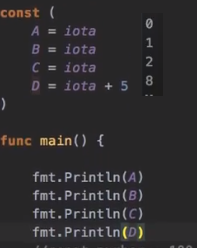 const (
0
A = iota
1
B = iota
2
C = iota
8
D = iota + 5
)
func main() {
fmt.Println(A)
fmt.Println(B)
fmt.Println(C)
fmt.Println(D)